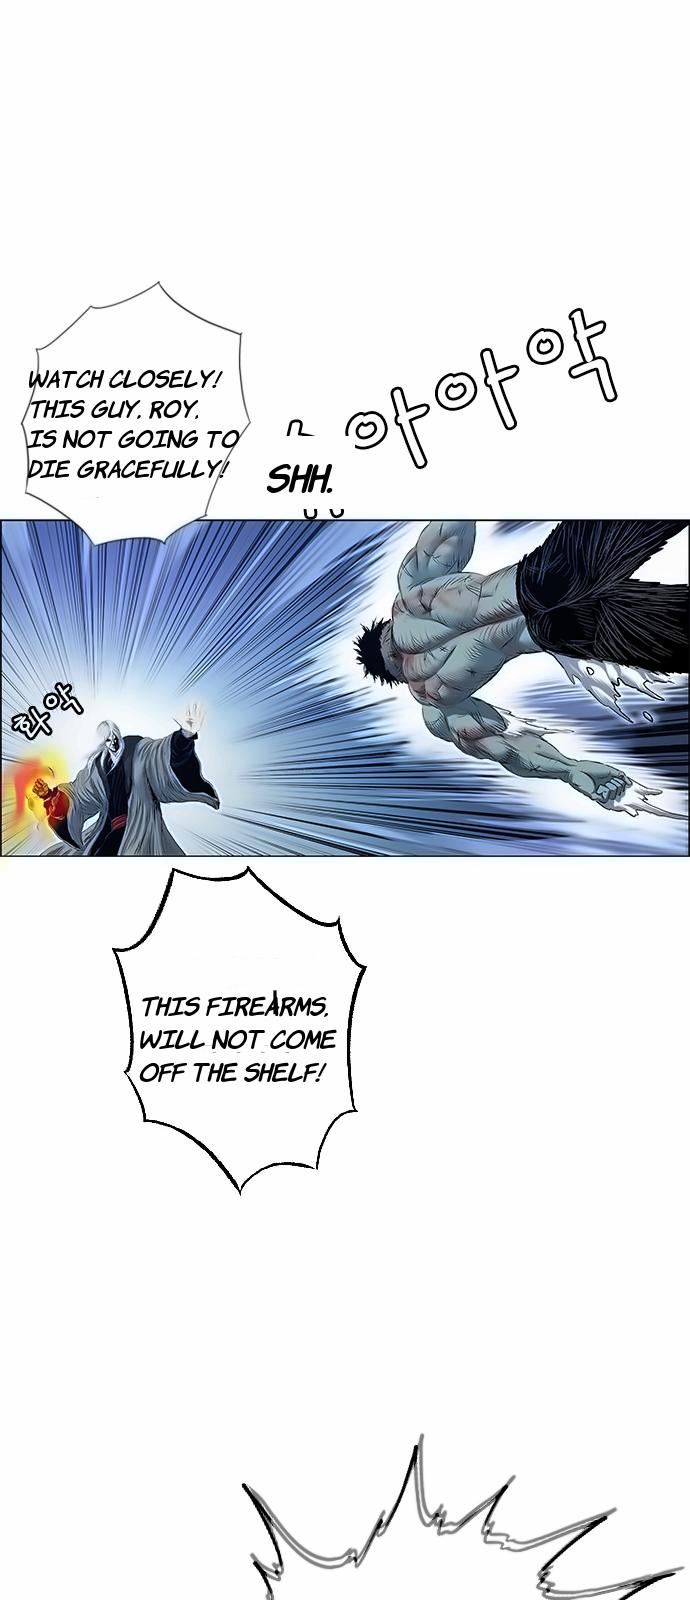 WATCH CLOSELY!
THIS GUY, ROY,
IS NOT GOING TO
DIE GRACEFULLY!
SHH.
아아악
화악
THIS FIREARMS,
WILL NOT COME
OFF THE SHELF!